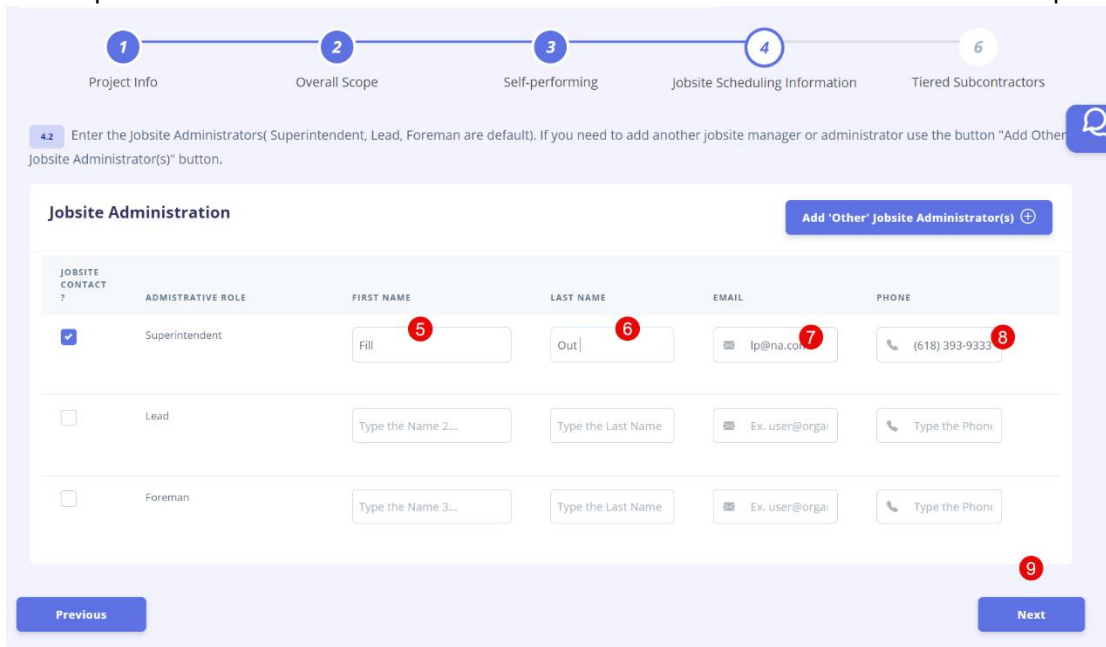 1 2 3 4 6
Project Info Overall Scope Self-performing Jobsite Scheduling Information Tiered Subcontractors
4.2 Enter the Jobsite Administrators( Superintendent, Lead, Foreman are default). If you need to add another jobsite manager or administrator use the button "Add Other
Jobsite Administrator(s)" button.
Jobsite Administration
Add 'Other' Jobsite Administrator(s)
JOBSITE
CONTACT
? ADMISTRATIVE ROLE FIRST NAME LAST NAME EMAIL PHONE
5 6 7 8
Superintendent Fill Out lp@na.co (618) 393-9333
Lead Type the Name 2... Type the Last Name Ex. user@orga Type the Phon
Foreman Type the Name 3... Type the Last Name Ex. user@orga Type the Phon
9
Previous Next